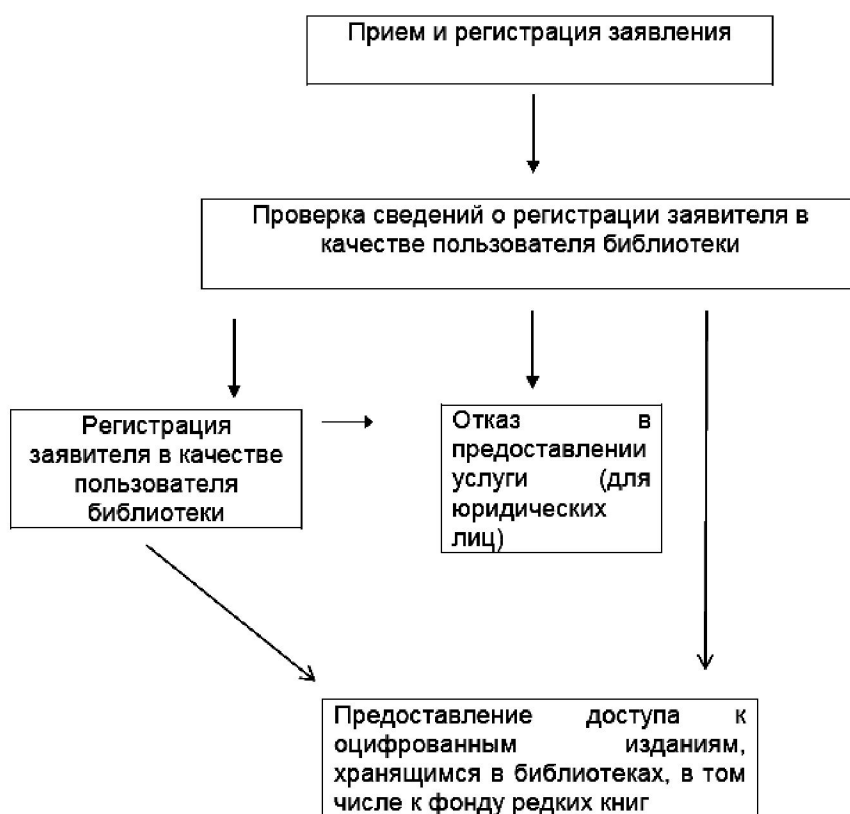 Прием и регистрация заявления
Проверка сведений о регистрации заявителя в
качестве пользователя библиотеки
Регистрация
заявителя в качестве
пользователя
библиотеки
Отказ в
предоставлении
услуги (для
юридических
лиц)
Предоставление доступа к
оцифрованным изданиям,
хранящимся в библиотеках, в том
числе к фонду редких книг